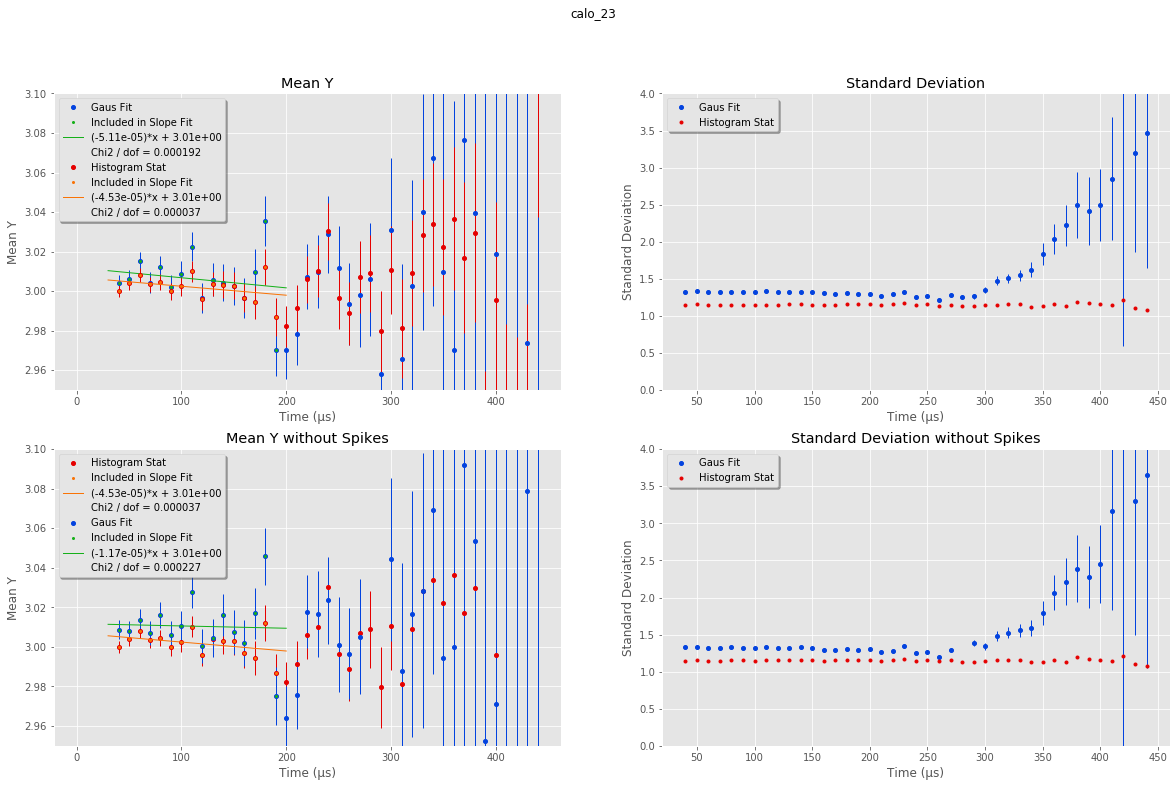 calo_23
Mean Y
3.10
3.08
3.06
3.04
3.02
3.00
2.98
2.96
Mean Y
Gaus Fit
Included in Slope Fit
(-5.11e-05)*x + 3.01e+00
Chi2 / dof = 0.000192
Histogram Stat
Included in Slope Fit
(-4.53e-05)*x + 3.01e+00
Chi2 / dof = 0.000037
0 100 200 300 400
Time (μs)
Standard Deviation
4.0
3.5
3.0
2.5
2.0
1.5
1.0
0.5
0.0
Standard Deviation
Gaus Fit
Histogram Stat
50 100 150 200 250 300 350 400 450
Time (μs)
Mean Y without Spikes
3.10
3.08
3.06
3.04
3.02
3.00
2.98
2.96
Mean Y
Histogram Stat
Included in Slope Fit
(-4.53e-05)*x + 3.01e+00
Chi2 / dof = 0.000037
Gaus Fit
Included in Slope Fit
(-1.17e-05)*x + 3.01e+00
Chi2 / dof = 0.000227
0 100 200 300 400
Time (μs)
Standard Deviation without Spikes
4.0
3.5
3.0
2.5
2.0
1.5
1.0
0.5
0.0
Standard Deviation
Gaus Fit
Histogram Stat
50 100 150 200 250 300 350 400 450
Time (μs)